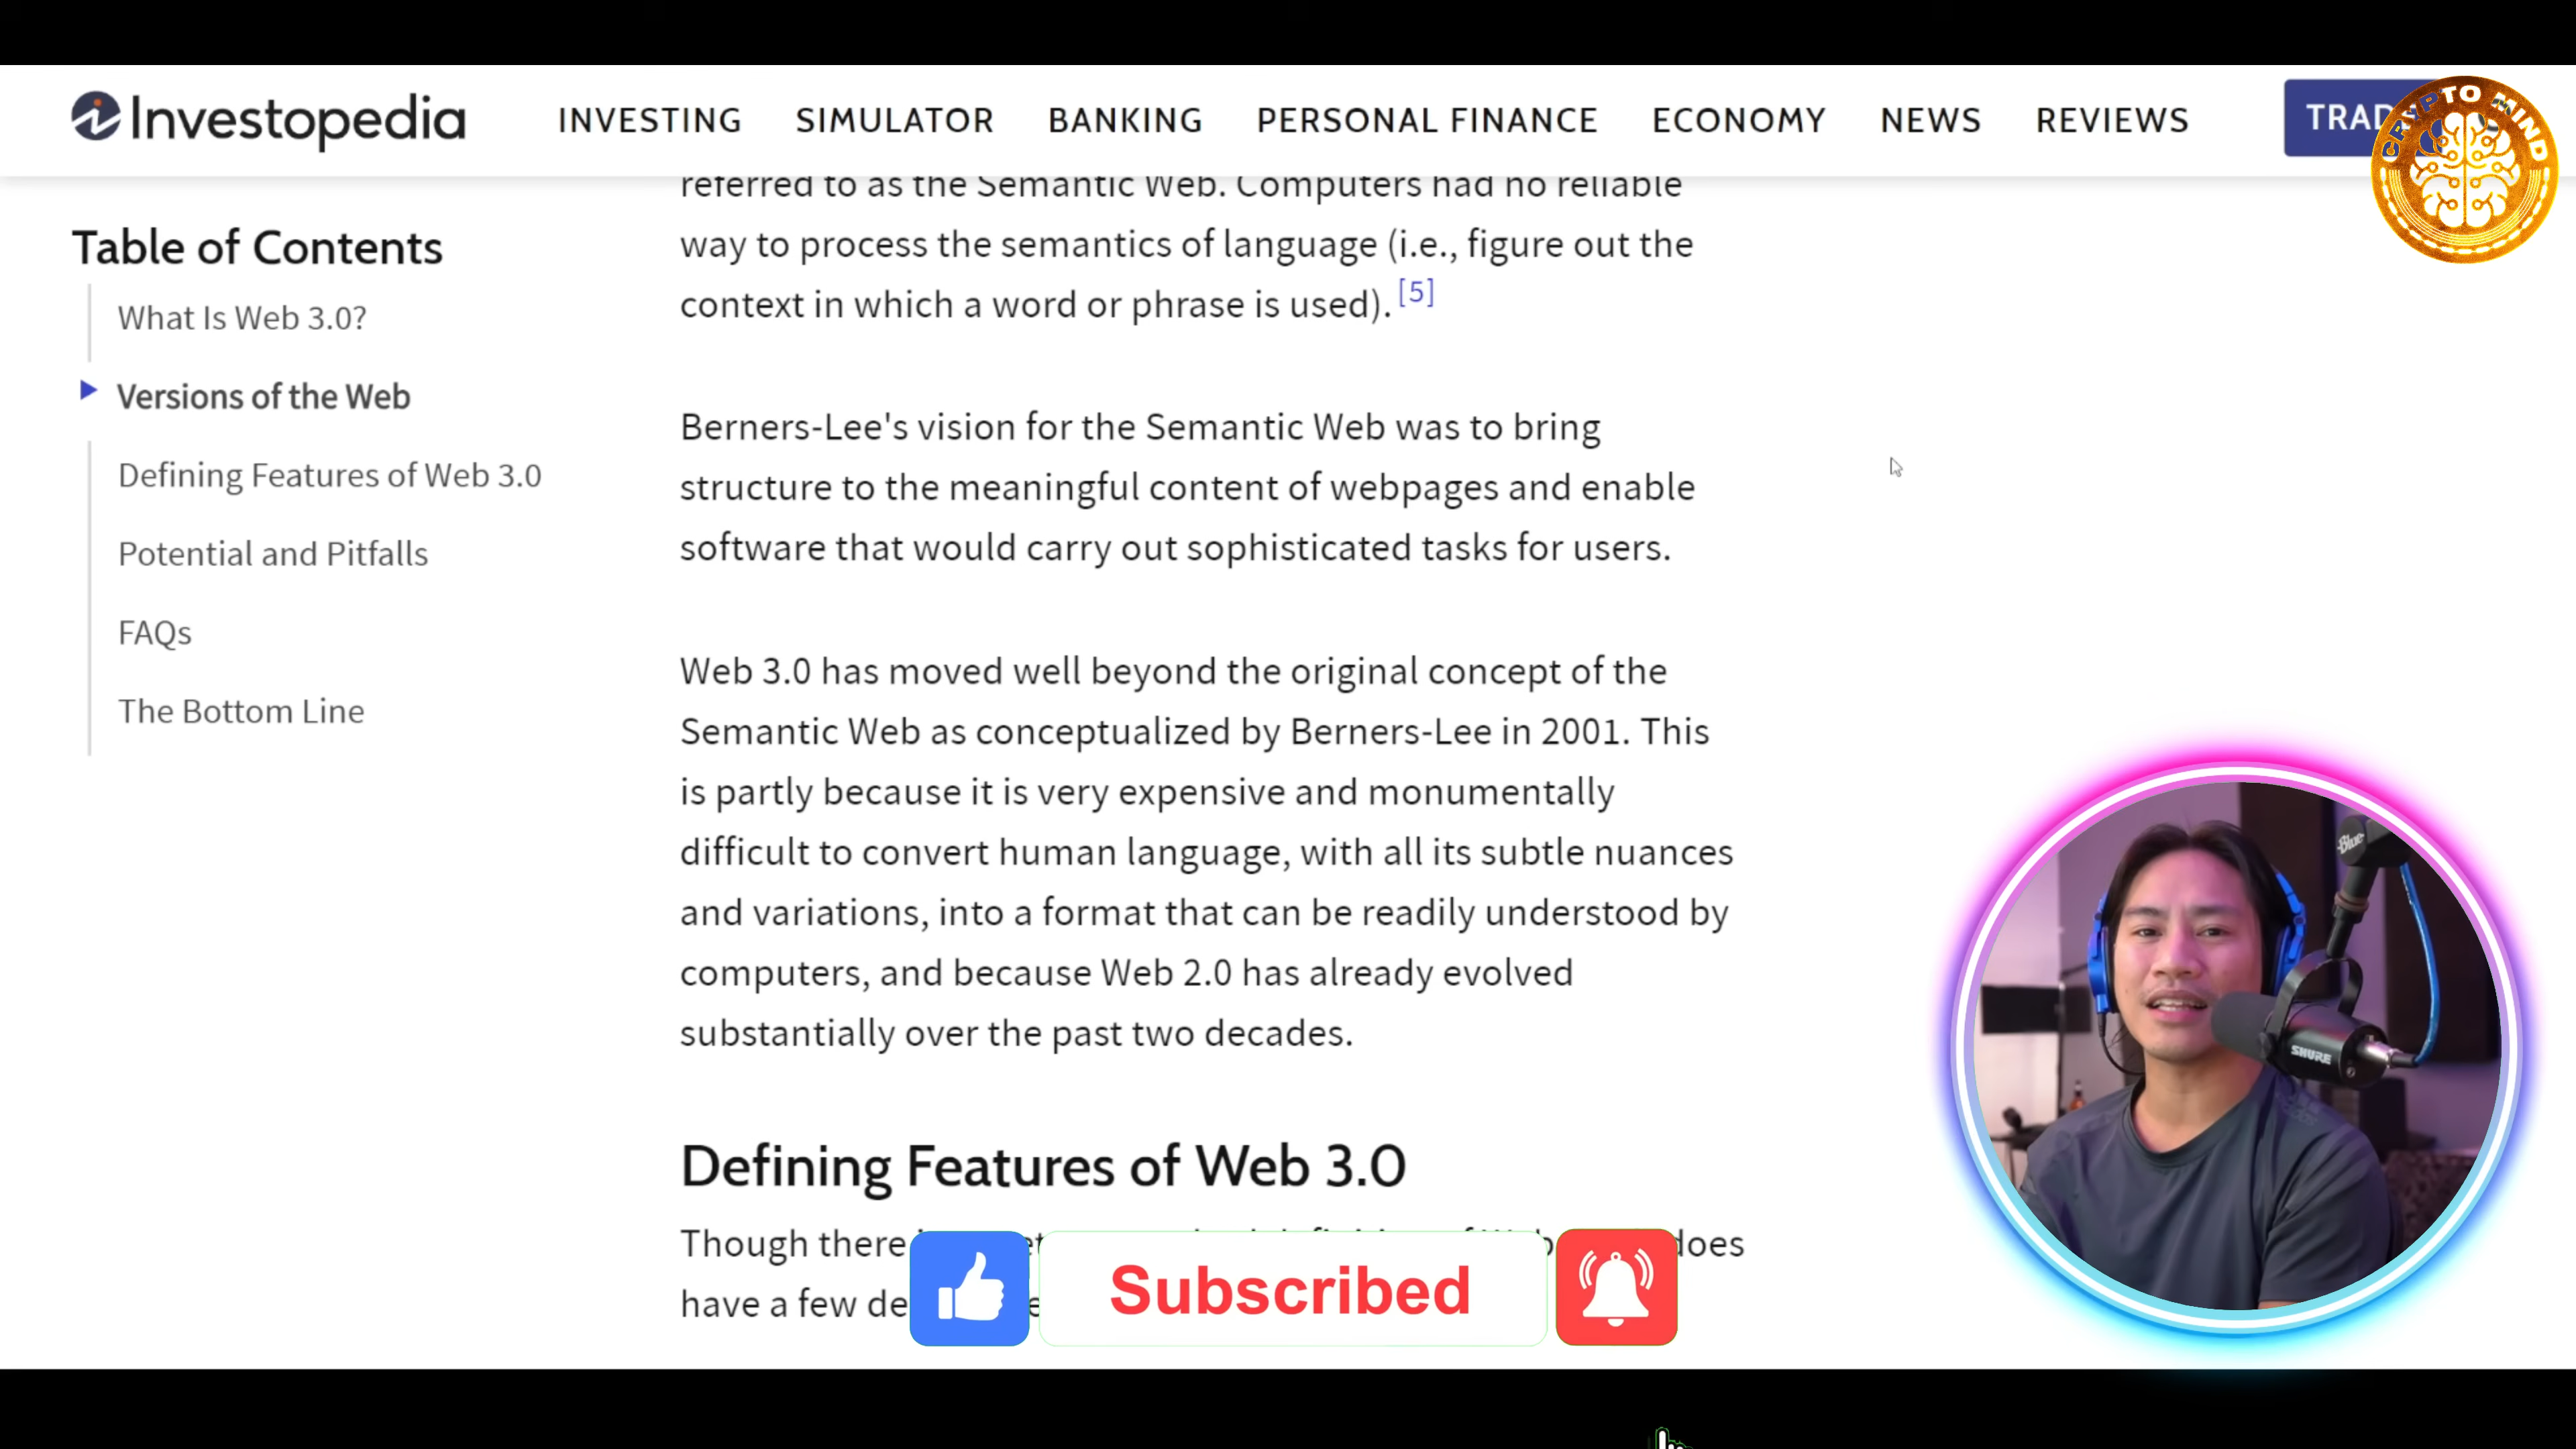 Investopedia
INVESTING SIMULATOR BANKING PERSONAL FINANCE ECONOMY NEWS REVIEWS
CRYPTO MIND
Table of Contents
What Is Web 3.0?
Versions of the Web
Defining Features of Web 3.0
Potential and Pitfalls
FAQs
The Bottom Line
referred to as the Semantic Web. Computers had no reliable
way to process the semantics of language (i.e., figure out the
context in which a word or phrase is used). [5]
Berners-Lee's vision for the Semantic Web was to bring
structure to the meaningful content of webpages and enable
software that would carry out sophisticated tasks for users.
Web 3.0 has moved well beyond the original concept of the
Semantic Web as conceptualized by Berners-Lee in 2001. This
is partly because it is very expensive and monumentally
difficult to convert human language, with all its subtle nuances
and variations, into a format that can be readily understood by
computers, and because Web 2.0 has already evolved
substantially over the past two decades.
Defining Features of Web 3.0
Though there does
have a few
Subscribed
Blue
SHURE